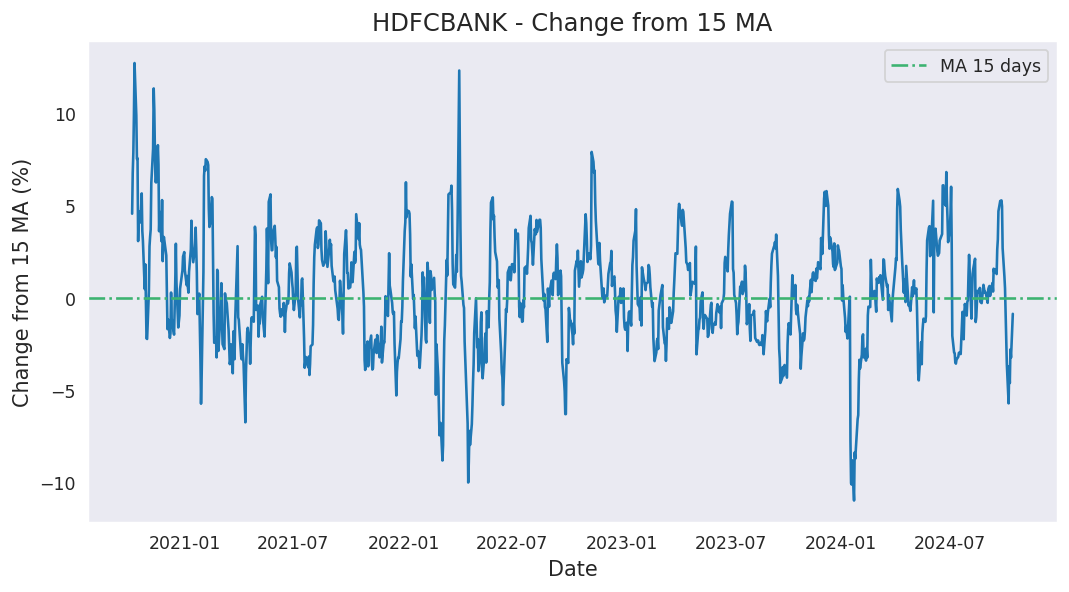 HDFCBANK - Change from 15 MA
MA 15 days
Change from 15 MA (%)
10
5
0
−5
−10
2021-01 2021-07 2022-01 2022-07 2023-01 2023-07 2024-01 2024-07
Date